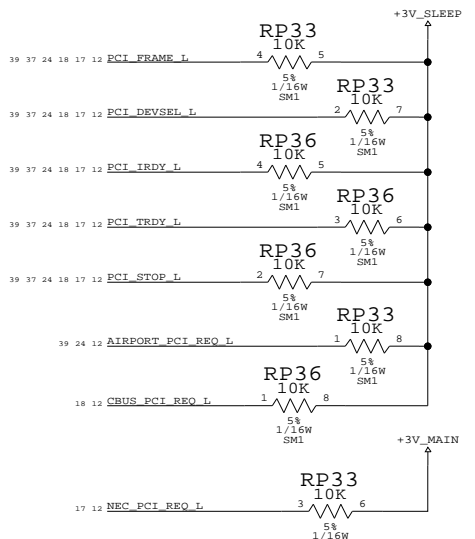 +3V_SLEEP
RP33
10K
39 37 24 18 17 12 PCI_FRAME_L 4 5
5%
1/16W
SM1
RP33
10K
39 37 24 18 17 12 PCI_DEVSEL_L 2 7
5%
1/16W
SM1
RP36
10K
39 37 24 18 17 12 PCI_IRDY_L 4 5
5%
1/16W
SM1
RP36
10K
39 37 24 18 17 12 PCI_TRDY_L 3 6
5%
1/16W
SM1
RP36
10K
39 37 24 18 17 12 PCI_STOP_L 2 7
5%
1/16W
SM1
RP33
10K
39 24 12 AIRPORT_PCI_REQ_L 1 8
5%
1/16W
SM1
RP36
10K
18 12 CBUS_PCI_REQ_L 1 8
5%
1/16W
SM1
+3V_MAIN
RP33
10K
17 12 NEC_PCI_REQ_L 3 6
5%
1/16W